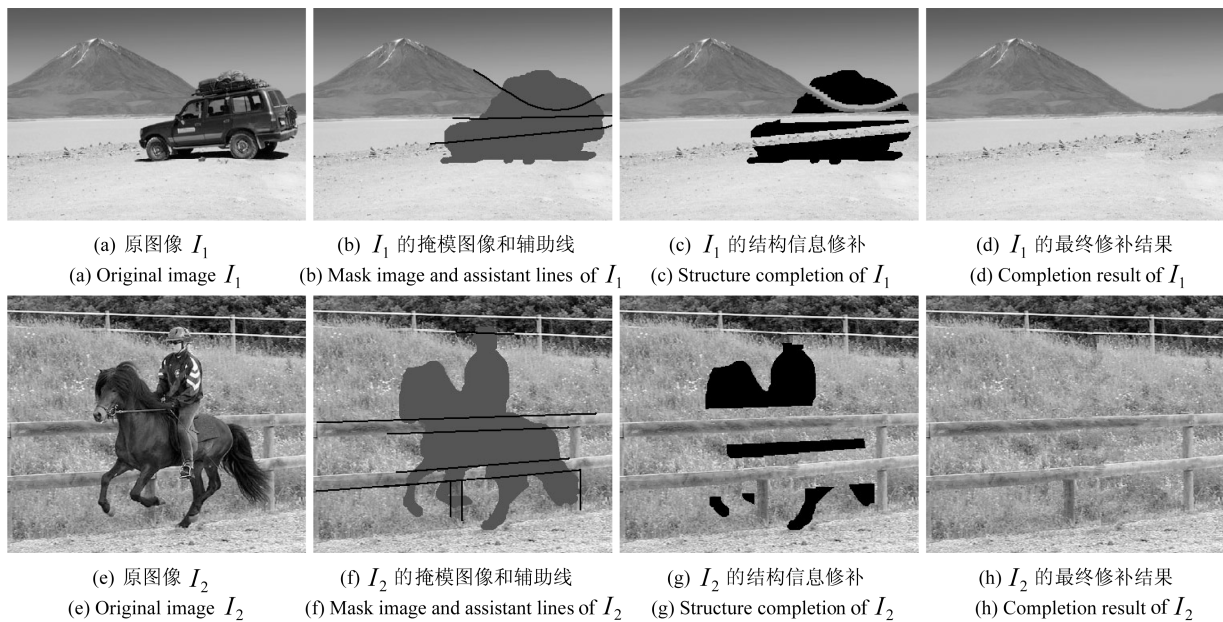 (a) 原图像 I₁
(b) I₁ 的掩模图像和辅助线
(c) I₁ 的结构信息修补
(d) I₁ 的最终修补结果
(a) Original image I₁
(b) Mask image and assistant lines of I₁
(c) Structure completion of I₁
(d) Completion result of I₁
(e) 原图像 I₂
(f) I₂ 的掩模图像和辅助线
(g) I₂ 的结构信息修补
(h) I₂ 的最终修补结果
(e) Original image I₂
(f) Mask image and assistant lines of I₂
(g) Structure completion of I₂
(h) Completion result of I₂